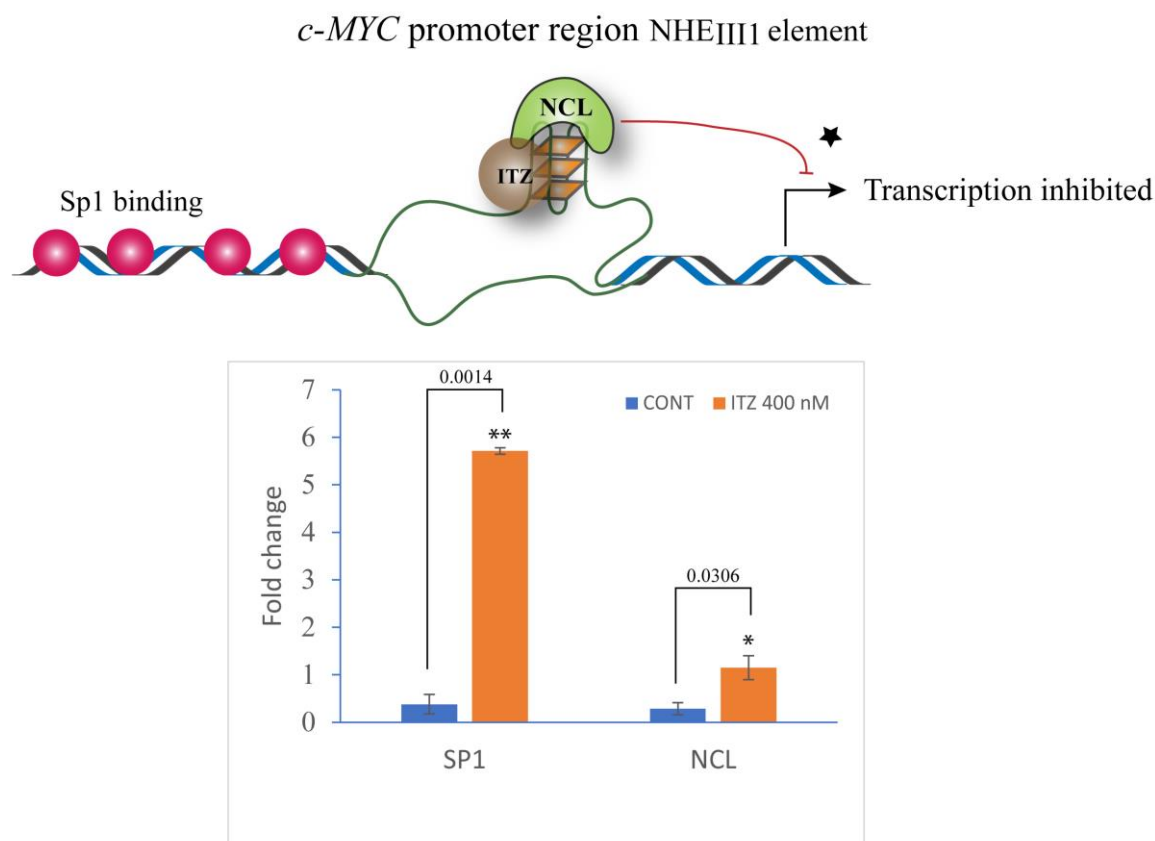 c-MYC promoter region NHEIII1 element
NCL
ITZ
Sp1 binding
Transcription inhibited
0.0014
CONT ITZ 400 nM
**
0.0306
*
Fold change
7
6
5
4
3
2
1
0
SP1 NCL